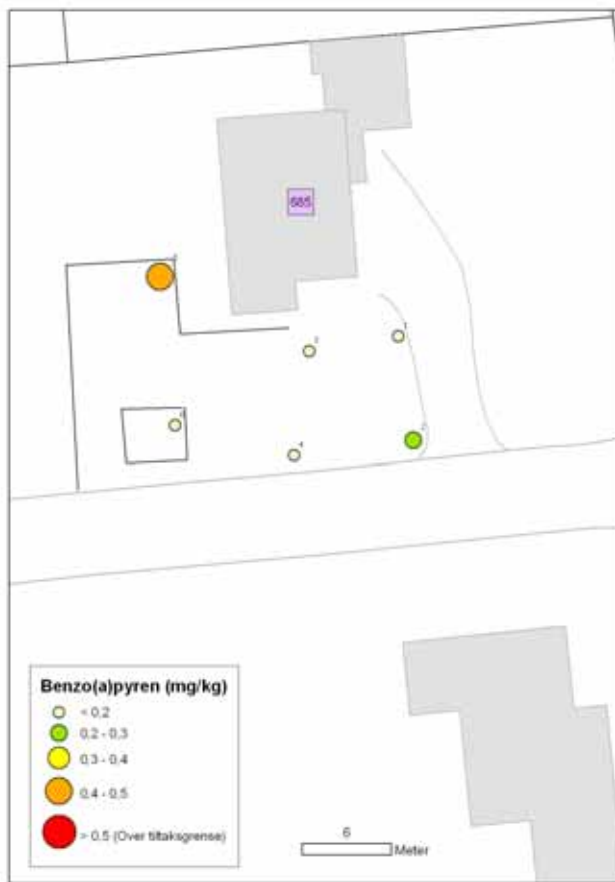 685
Benzo(a)pyren (mg/kg)
< 0,2
0,2 - 0,3
0,3 - 0,4
0,4 - 0,5
> 0,5 (Over tiltaksgrense)
6
Meter